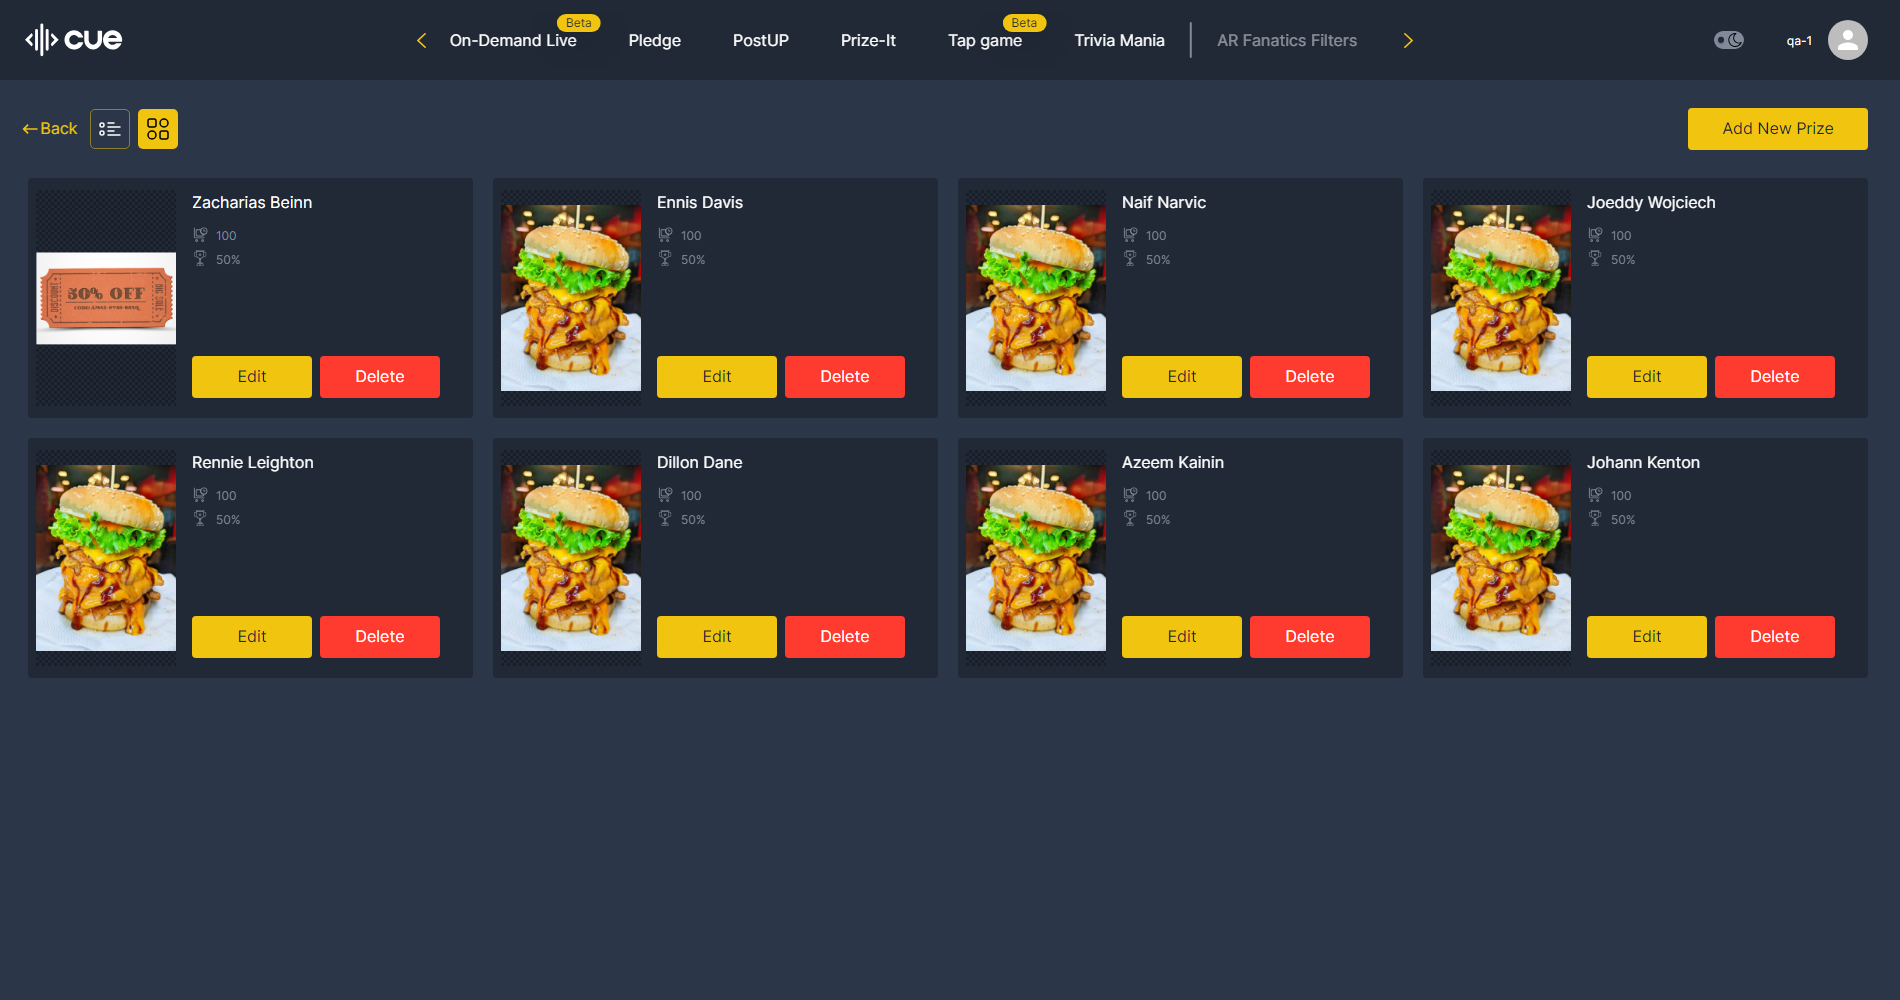 cue
On-Demand Live
Beta
Pledge
PostUP
Prize-It
Tap game
Beta
Trivia Mania
AR Fanatics Filters
qa-1
Back
Add New Prize
Zacharias Beinn
100
50%
50% OFF
DISCOUNT
Edit
Delete
Ennis Davis
100
50%
Edit
Delete
Naif Narvic
100
50%
Edit
Delete
Joeddy Wojciech
100
50%
Edit
Delete
Rennie Leighton
100
50%
Edit
Delete
Dillon Dane
100
50%
Edit
Delete
Azeem Kainin
100
50%
Edit
Delete
Johann Kenton
100
50%
Edit
Delete